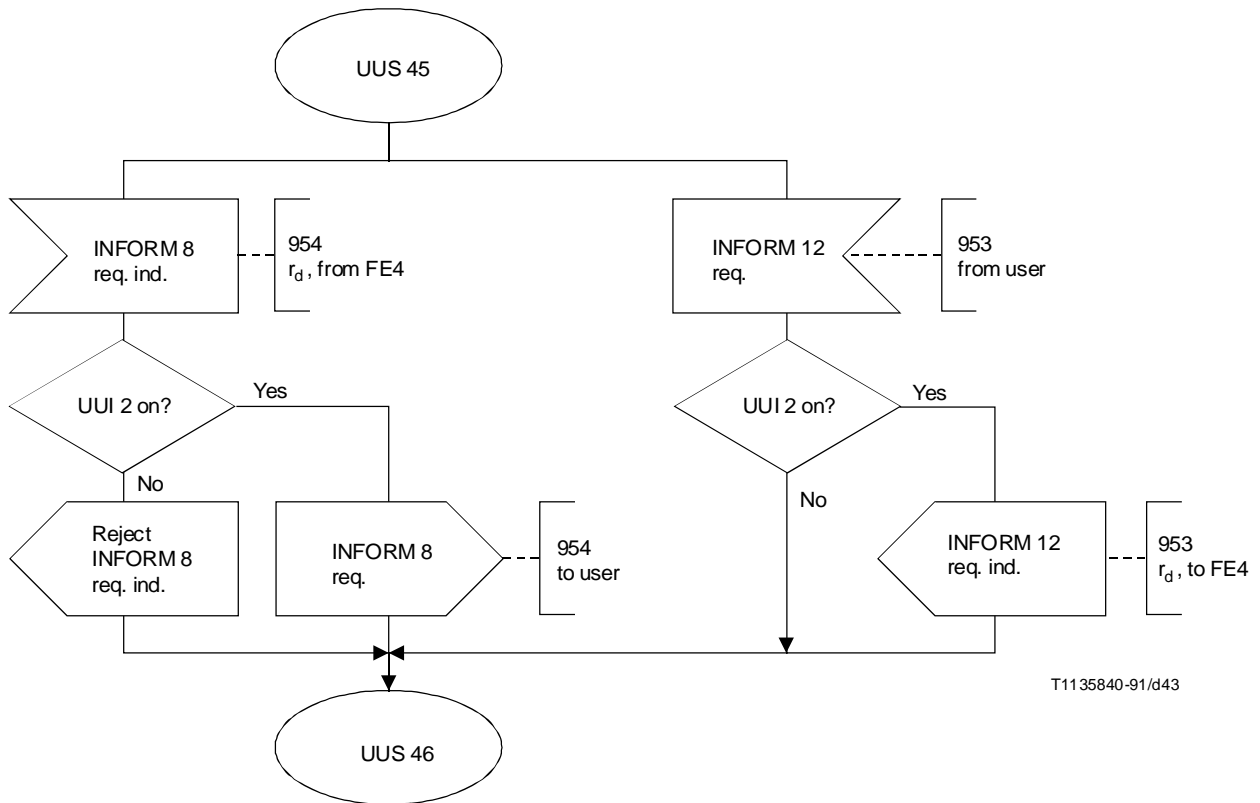 UUS 45
INFORM 8
req. ind.
954
r_d, from FE4
INFORM 12
req.
953
from user
UUI 2 on?
Yes
No
UUI 2 on?
Yes
No
Reject
INFORM 8
req. ind.
INFORM 8
req.
954
to user
INFORM 12
req. ind.
953
r_d, to FE4
T1135840-91/d43
UUS 46